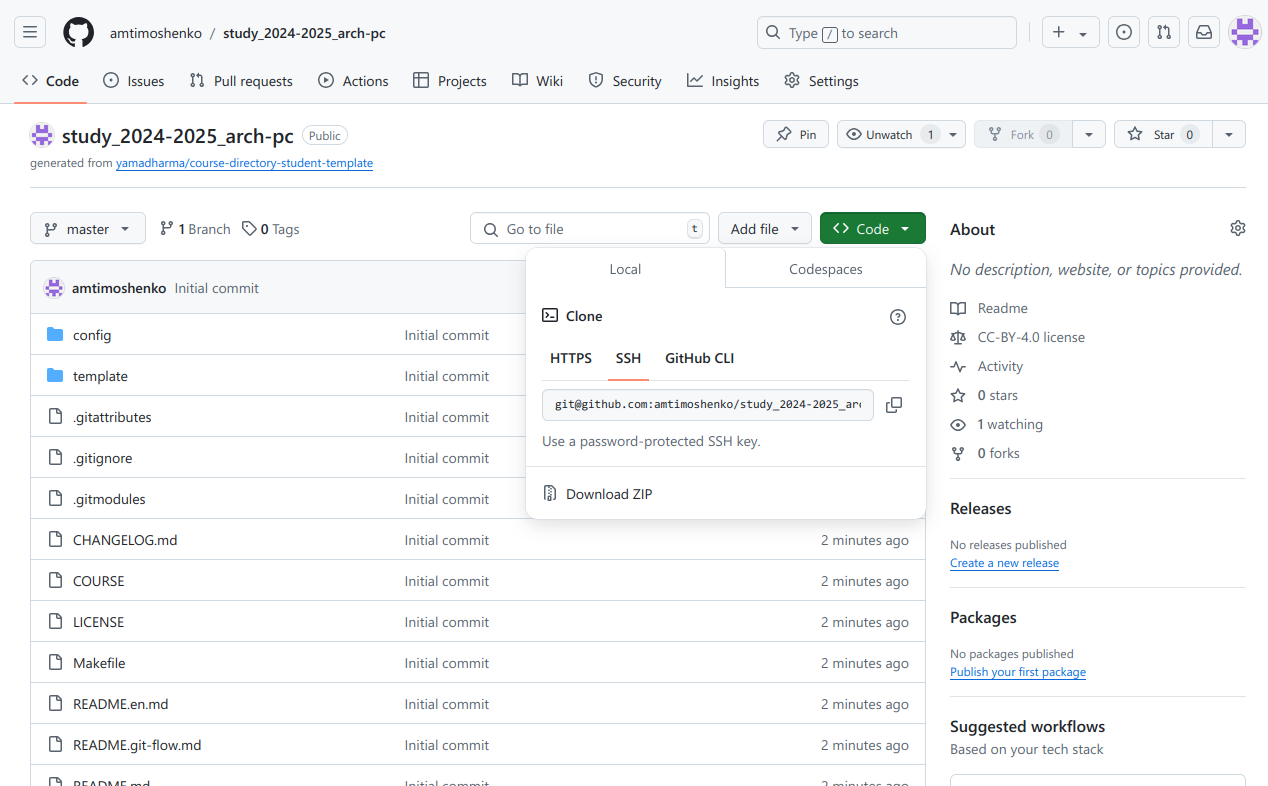 amtimoshenko / study_2024-2025_arch-pc
Type / to search
Code Issues Pull requests Actions Projects Wiki Security Insights Settings
study_2024-2025_arch-pc Public
Pin Unwatch 1 Fork 0 Star 0
generated from yamadharma/course-directory-student-template
master 1 Branch 0 Tags Go to file t Add file Code
Local Codespaces
Clone
HTTPS SSH GitHub CLI
git@github.com:amtimoshenko/study_2024-2025_arc
Use a password-protected SSH key.
Download ZIP
amtimoshenko Initial commit
config Initial commit
template Initial commit
.gitattributes Initial commit
.gitignore Initial commit
.gitmodules Initial commit
CHANGELOG.md Initial commit 2 minutes ago
COURSE Initial commit 2 minutes ago
LICENSE Initial commit 2 minutes ago
Makefile Initial commit 2 minutes ago
README.en.md Initial commit 2 minutes ago
README.git-flow.md Initial commit 2 minutes ago
README.md Initial commit 2 minutes ago
About
No description, website, or topics provided.
Readme
CC-BY-4.0 license
Activity
0 stars
1 watching
0 forks
Releases
No releases published
Create a new release
Packages
No packages published
Publish your first package
Suggested workflows
Based on your tech stack